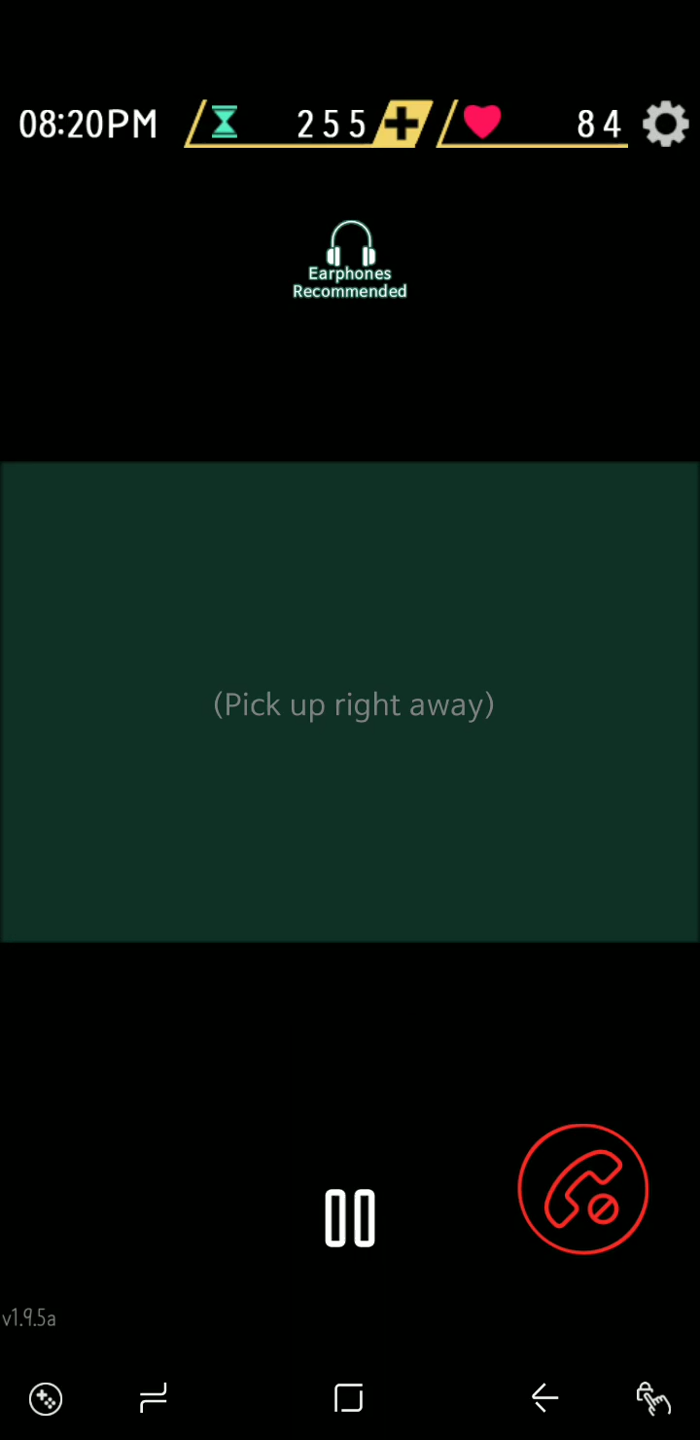 08:20PM
255
84
Earphones
Recommended
(Pick up right away)
v1.9.5a